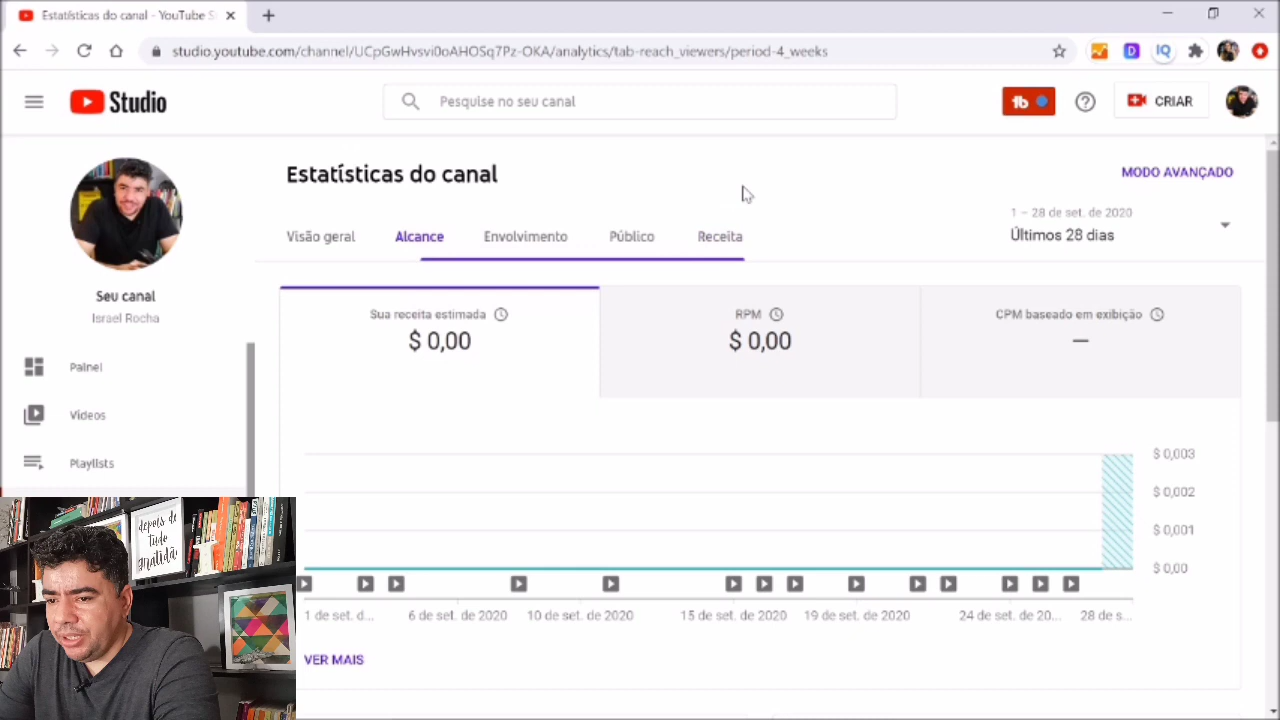 Estatísticas do canal - YouTube S
studio.youtube.com/channel/UCpGwHvsvi0oAHOSq7Pz-OKA/analytics/tab-reach_viewers/period-4_weeks
Studio
Pesquise no seu canal
CRIAR
Estatísticas do canal
MODO AVANÇADO
1 – 28 de set. de 2020
Últimos 28 dias
Visão geral Alcance Envolvimento Público Receita
Seu canal
Israel Rocha
Painel
Vídeos
Playlists
Sua receita estimada
$ 0,00
RPM
$ 0,00
CPM baseado em exibição
—
$ 0,003
$ 0,002
$ 0,001
$ 0,00
1 de set. d... 6 de set. de 2020 10 de set. de 2020 15 de set. de 2020 19 de set. de 2020 24 de set. de 20... 28 de s...
VER MAIS
depois de
tudo
gratidão